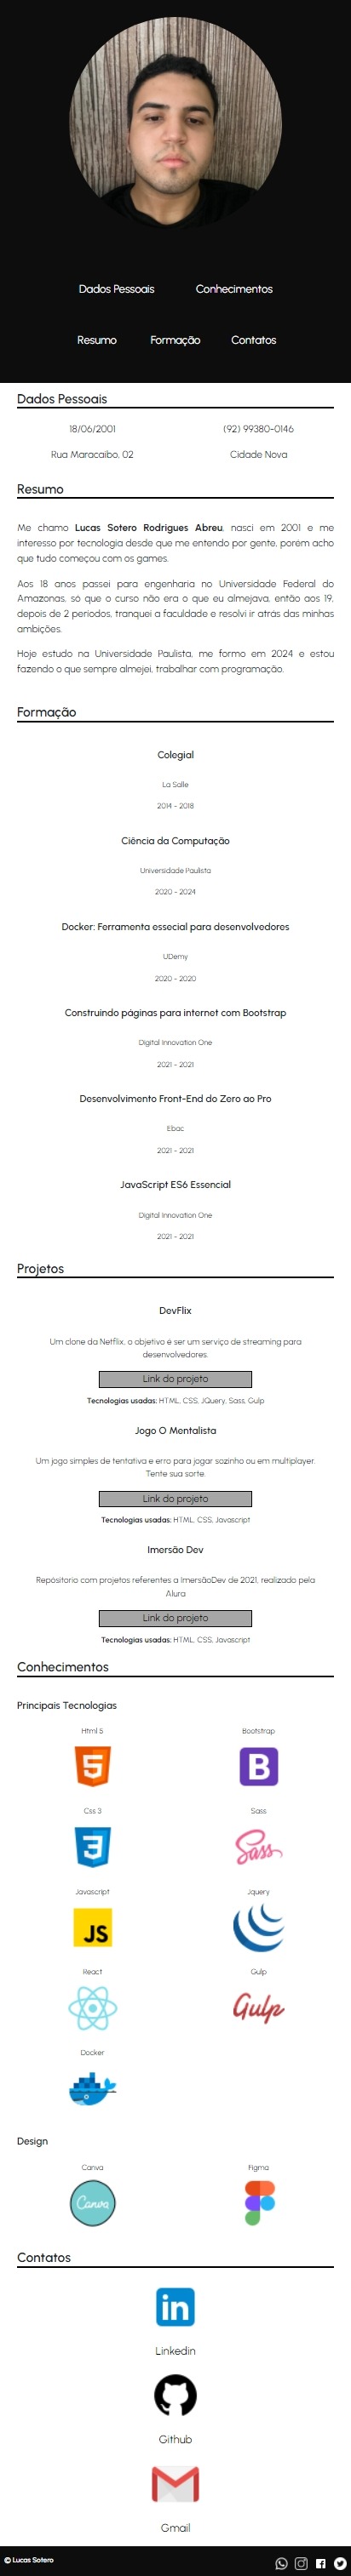 Dados Pessoais Conhecimentos
Resumo Formação Contatos
Dados Pessoais
18/06/2001 (92) 99380-0146
Rua Maracaibo, 02 Cidade Nova
Resumo
Me chamo Lucas Sotero Rodrigues Abreu, nasci em 2001 e me
interesso por tecnologia desde que me entendo por gente, porém acho
que tudo começou com os games.
Aos 18 anos passei para engenharia no Universidade Federal do
Amazonas, só que o curso não era o que eu almejava, então aos 19,
depois de 2 períodos, tranquei a faculdade e resolvi ir atrás das minhas
ambições.
Hoje estudo na Universidade Paulista, me formo em 2024 e estou
fazendo o que sempre almejei, trabalhar com programação.
Formação
Colegial
La Salle
2014 - 2018
Ciência da Computação
Universidade Paulista
2020 - 2024
Docker: Ferramenta essecial para desenvolvedores
UDemy
2020 - 2020
Construindo páginas para internet com Bootstrap
Digital Innovation One
2021 - 2021
Desenvolvimento Front-End do Zero ao Pro
Ebac
2021 - 2021
JavaScript ES6 Essencial
Digital Innovation One
2021 - 2021
Projetos
DevFlix
Um clone da Netflix, o objetivo é ser um serviço de streaming para
desenvolvedores.
Link do projeto
Tecnologias usadas: HTML, CSS, JQuery, Sass, Gulp
Jogo O Mentalista
Um jogo simples de tentativa e erro para jogar sozinho ou em multiplayer.
Tente sua sorte.
Link do projeto
Tecnologias usadas: HTML, CSS, Javascript
Imersão Dev
Repósitorio com projetos referentes a ImersãoDev de 2021, realizado pela
Alura
Link do projeto
Tecnologias usadas: HTML, CSS, Javascript
Conhecimentos
Principais Tecnologias
Html 5 Bootstrap
5 B
Css 3 Sass
3 Sass
Javascript Jquery
JS
React Gulp
Gulp
Docker
Design
Canva Figma
Canva
Contatos
in
Linkedin
Github
Gmail
© Lucas Sotero